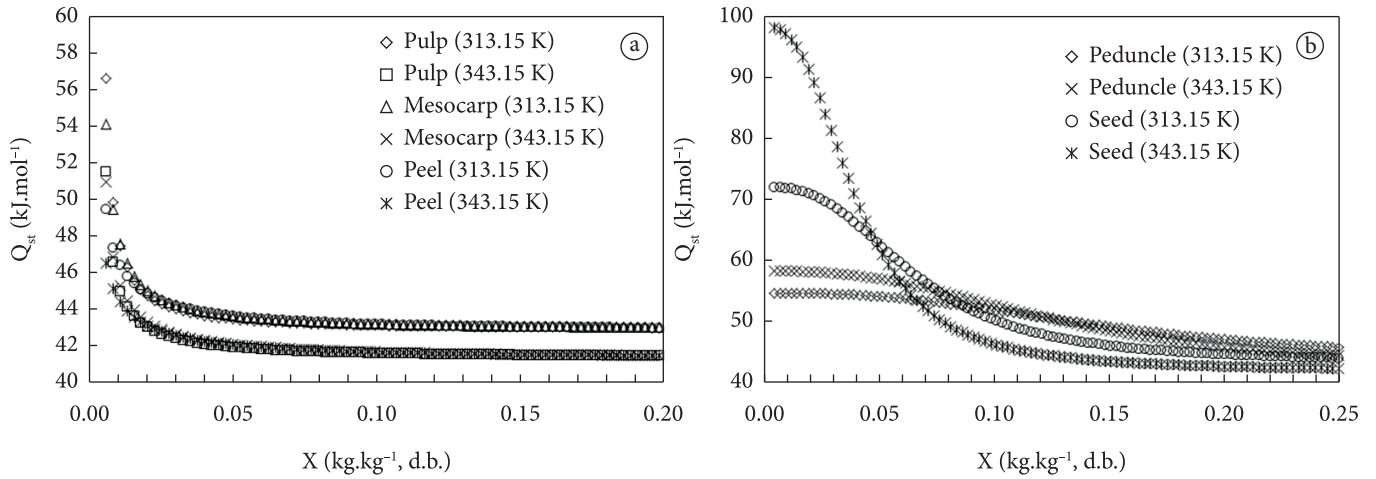 60
58
56
54
52
50
48
46
44
42
40
Q_st (kJ.mol⁻¹)
Pulp (313.15 K)
Pulp (343.15 K)
Mesocarp (313.15 K)
Mesocarp (343.15 K)
Peel (313.15 K)
Peel (343.15 K)
a
0.00 0.05 0.10 0.15 0.20
X (kg.kg⁻¹, d.b.)
100
90
80
70
60
50
40
Q_st (kJ.mol⁻¹)
Peduncle (313.15 K)
Peduncle (343.15 K)
Seed (313.15 K)
Seed (343.15 K)
b
0.00 0.05 0.10 0.15 0.20 0.25
X (kg.kg⁻¹, d.b.)